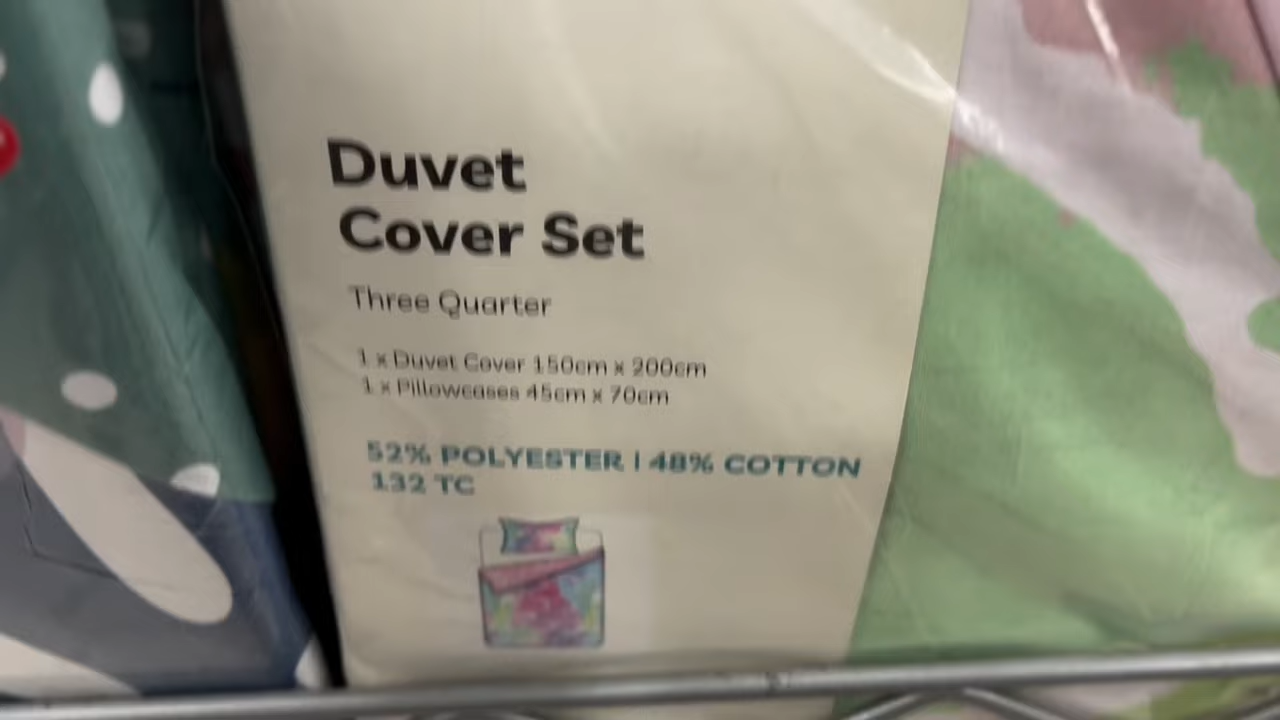 Duvet
Cover Set
Three Quarter
1 x Duvet Cover 150cm x 200cm
1 x Pillowcases 45cm x 70cm
52% POLYESTER | 48% COTTON
132 TC